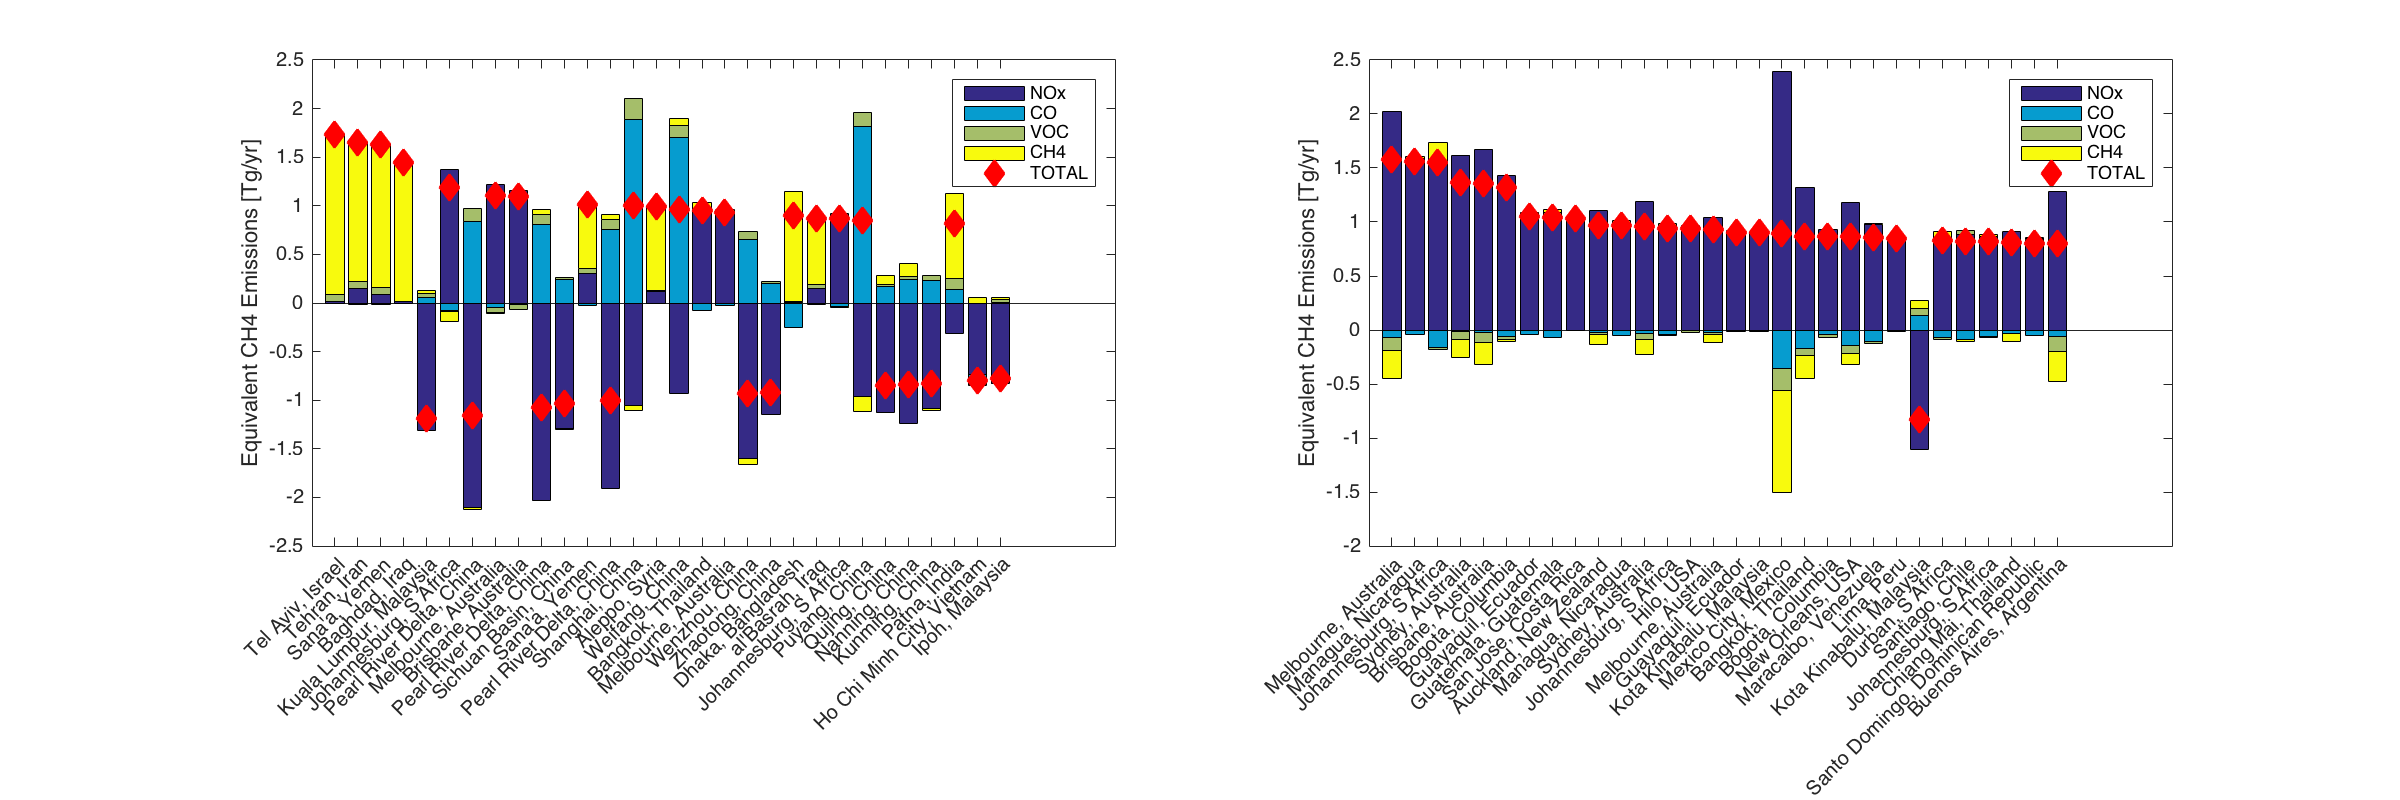 Equivalent CH4 Emissions [Tg/yr]
2.5
2
1.5
1
0.5
0
-0.5
-1
-1.5
-2
-2.5
NOx
CO
VOC
CH4
TOTAL
Tel Aviv, Israel
Tehran, Iran
Sana'a, Yemen
Baghdad, Iraq
Kuala Lumpur, Malaysia
Johannesburg, S Africa
Pearl River Delta, China
Melbourne, Australia
Brisbane, Australia
Pearl River Delta, China
Sichuan Basin, China
Sana'a, Yemen
Pearl River Delta, China
Shanghai, China
Aleppo, Syria
Weifang, China
Bangkok, Thailand
Melbourne, Australia
Wenzhou, China
Zhaotong, China
Dhaka, Bangladesh
alBasrah, Iraq
Johannesburg, S Africa
Puyang, China
Qujing, China
Nanning, China
Kunming, China
Patna, India
Ho Chi Minh City, Vietnam
Ipoh, Malaysia
Equivalent CH4 Emissions [Tg/yr]
2.5
2
1.5
1
0.5
0
-0.5
-1
-1.5
-2
NOx
CO
VOC
CH4
TOTAL
Melbourne, Australia
Managua, Nicaragua
Johannesburg, S Africa
Sydney, Australia
Brisbane, Australia
Bogota, Columbia
Guayaquil, Ecuador
Guatemala, Guatemala
San Jose, Costa Rica
Auckland, New Zealand
Managua, Nicaragua
Sydney, Australia
Johannesburg, S Africa
Hilo, USA
Melbourne, Australia
Guayaquil, Ecuador
Kota Kinabalu, Malaysia
Mexico City, Mexico
Bangkok, Thailand
Bogota, Columbia
New Orleans, USA
Maracaibo, Venezuela
Lima, Peru
Kota Kinabalu, Malaysia
Durban, S Africa
Santiago, Chile
Johannesburg, S Africa
Chiang Mai, Thailand
Santo Domingo, Dominican Republic
Buenos Aires, Argentina